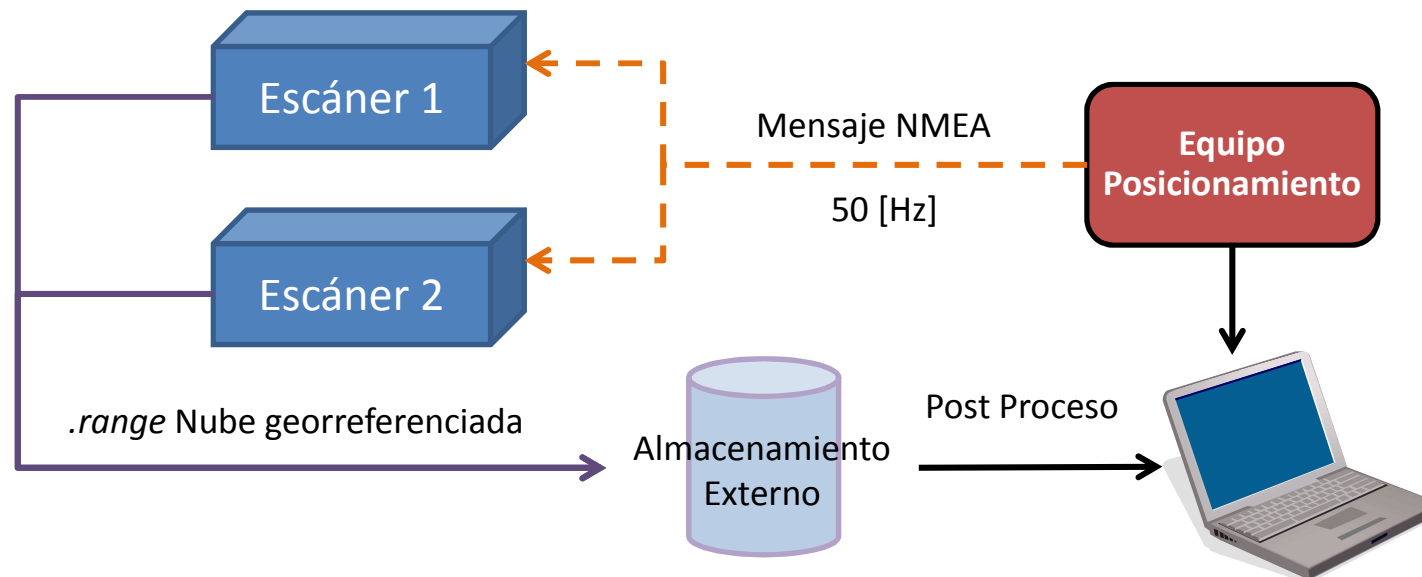 Escáner 1
Mensaje NMEA
50 [Hz]
Equipo
Posicionamiento
Escáner 2
.range Nube georreferenciada
Almacenamiento
Externo
Post Proceso